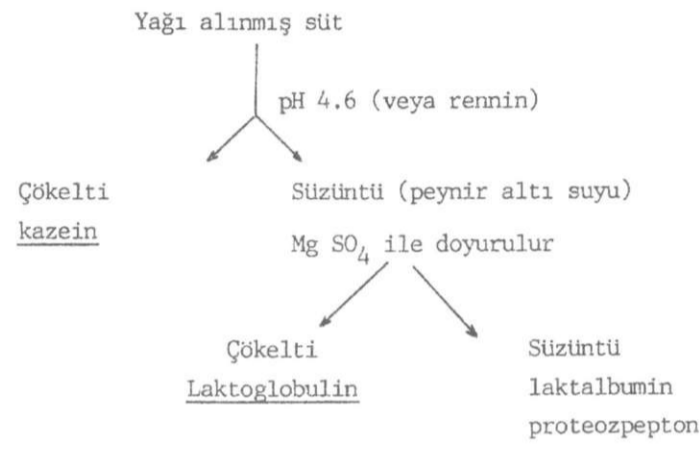 Yağı alınmış süt
pH 4.6 (veya rennin)
Çökelti
kazein
Süzüntü (peynir altı suyu)
Mg SO₄ ile doyurulur
Çökelti
Laktoglobulin
Süzüntü
laktalbumin
proteozpepton